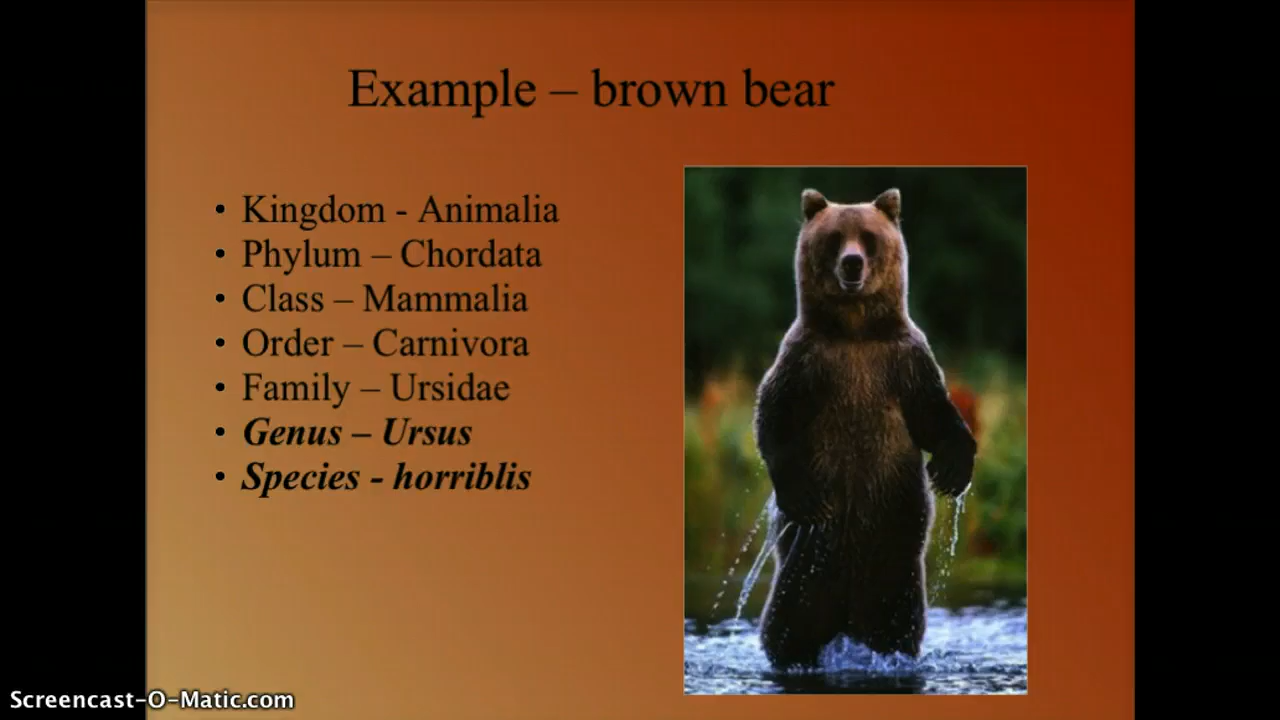 Example – brown bear
• Kingdom - Animalia
• Phylum – Chordata
• Class – Mammalia
• Order – Carnivora
• Family – Ursidae
• Genus – Ursus
• Species - horriblis
Screencast-O-Matic.com